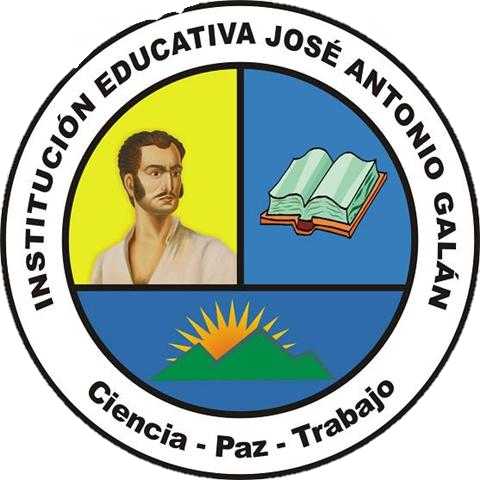 INSTITUCIÓN EDUCATIVA JOSÉ ANTONIO GALÁN
Ciencia - Paz - Trabajo